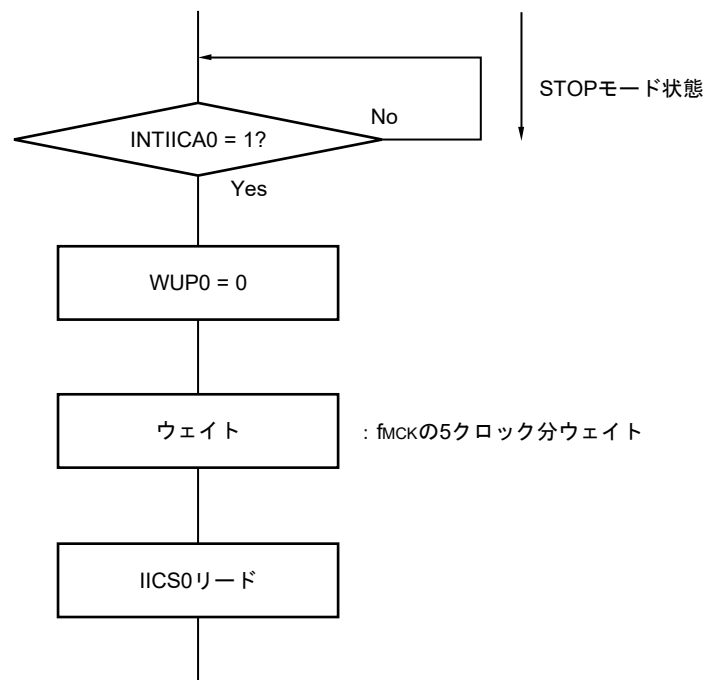 STOPモード状態
No
INTIICA0 = 1?
Yes
WUP0 = 0
ウェイト
: fMCKの5クロック分ウェイト
IICS0リード